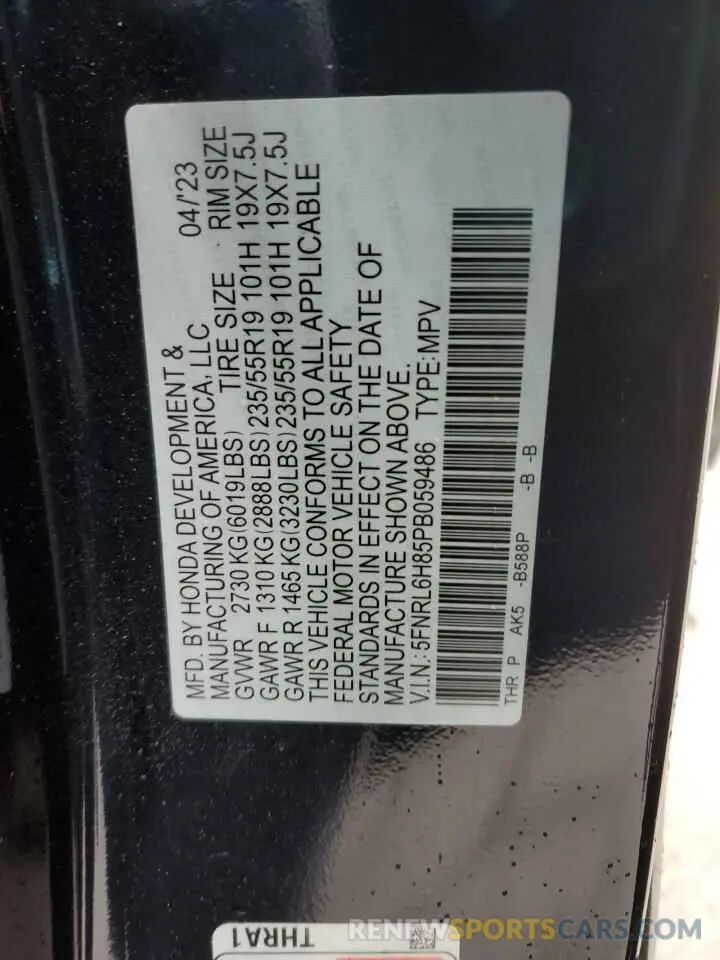 MFD. BY HONDA DEVELOPMENT & 04/'23
MANUFACTURING OF AMERICA, LLC
GVWR 2730 KG(6019LBS) TIRE SIZE RIM SIZE
GAWR F 1310 KG(2888LBS)235/55R19 101H 19X7.5J
GAWR R 1465 KG(3230LBS)235/55R19 101H 19X7.5J
THIS VEHICLE CONFORMS TO ALL APPLICABLE
FEDERAL MOTOR VEHICLE SAFETY
STANDARDS IN EFFECT ON THE DATE OF
MANUFACTURE SHOWN ABOVE.
V.I.N.:5FNRL6H85PB059486 TYPE:MPV
THR P AK5 -B588P -B -B
THRA1
RENEWSPORTSCARS.COM